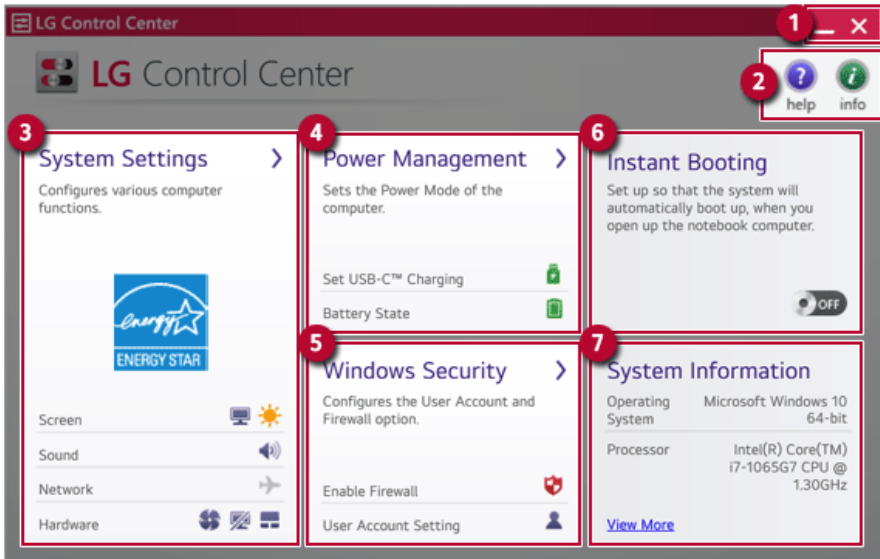 LG Control Center
1
LG Control Center
2
?
i
help
info
3
System Settings
Configures various computer
functions.
energy
ENERGY STAR
Screen
Sound
Network
Hardware
4
Power Management
Sets the Power Mode of the
computer.
Set USB-C™ Charging
Battery State
5
Windows Security
Configures the User Account and
Firewall option.
Enable Firewall
User Account Setting
6
Instant Booting
Set up so that the system will
automatically boot up, when you
open up the notebook computer.
OFF
7
System Information
Operating Microsoft Windows 10
System 64-bit
Processor Intel(R) Core(TM)
i7-1065G7 CPU @
1.30GHz
View More